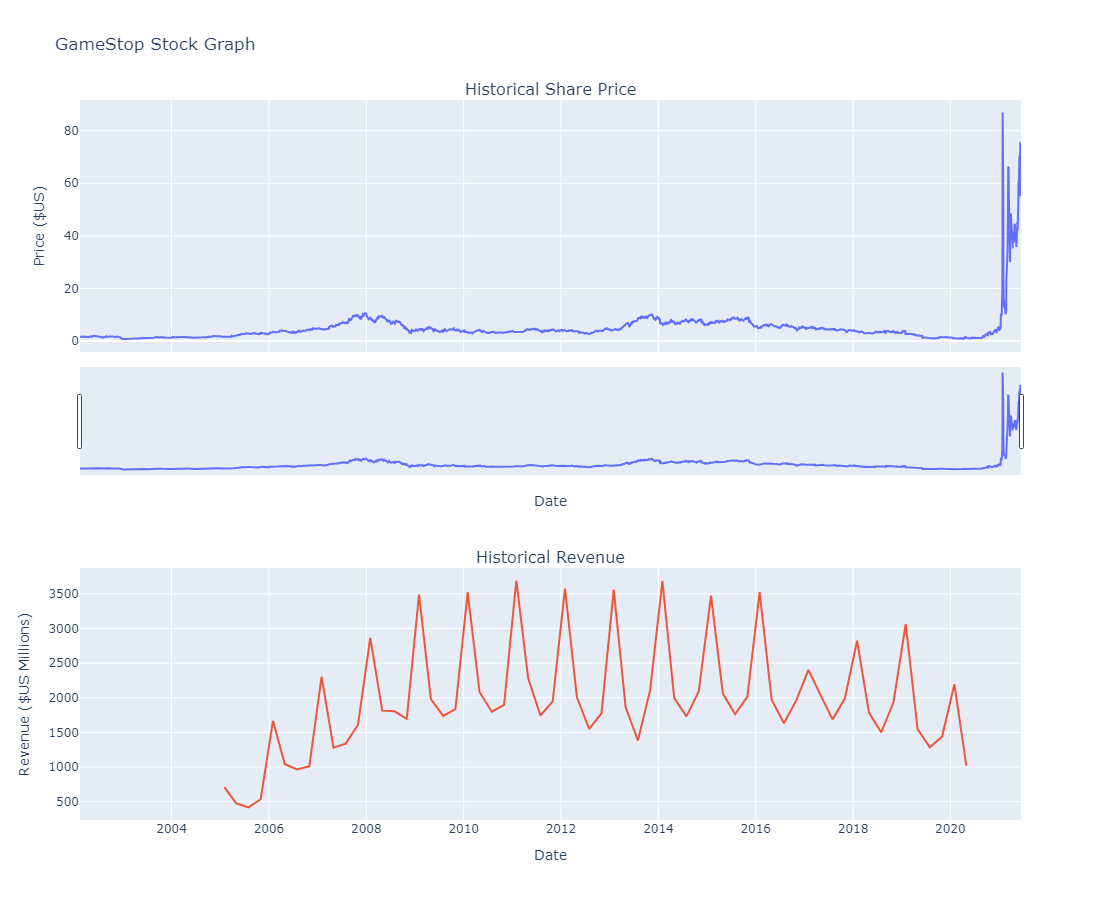 GameStop Stock Graph
Historical Share Price
80
60
40
20
0
Price ($US)
Date
Historical Revenue
3500
3000
2500
2000
1500
1000
500
Revenue ($US Millions)
2004 2006 2008 2010 2012 2014 2016 2018 2020
Date